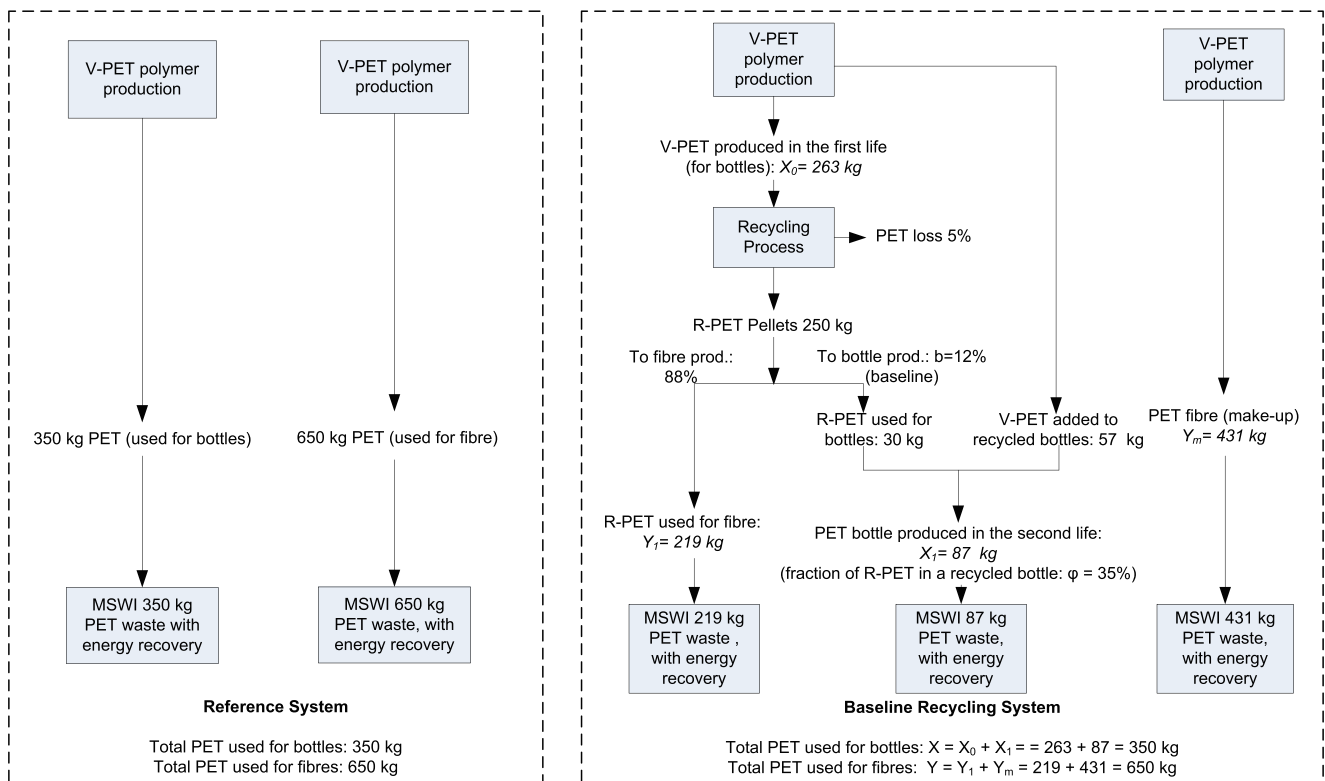 V-PET polymer
production
V-PET polymer
production
350 kg PET (used for bottles)
650 kg PET (used for fibre)
MSWI 350 kg
PET waste with
energy recovery
MSWI 650 kg
PET waste, with
energy recovery
Reference System
Total PET used for bottles: 350 kg
Total PET used for fibres: 650 kg
V-PET
polymer
production
V-PET
polymer
production
V-PET produced in the first life
(for bottles): X₀= 263 kg
Recycling
Process
PET loss 5%
R-PET Pellets 250 kg
To fibre prod.:
88%
To bottle prod.: b=12%
(baseline)
R-PET used for
bottles: 30 kg
V-PET added to
recycled bottles: 57 kg
PET fibre (make-up)
Yₘ= 431 kg
R-PET used for fibre:
Y₁= 219 kg
PET bottle produced in the second life:
X₁= 87 kg
(fraction of R-PET in a recycled bottle: φ = 35%)
MSWI 219 kg
PET waste ,
with energy
recovery
MSWI 87 kg
PET waste,
with energy
recovery
MSWI 431 kg
PET waste,
with energy
recovery
Baseline Recycling System
Total PET used for bottles: X = X₀ + X₁ = = 263 + 87 = 350 kg
Total PET used for fibres: Y = Y₁ + Yₘ = 219 + 431 = 650 kg